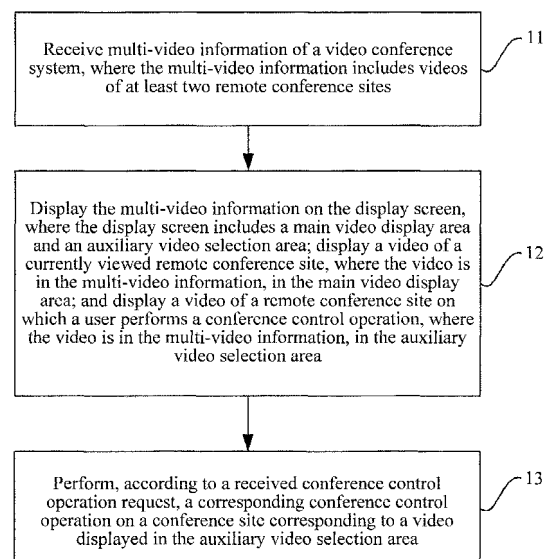 Receive multi-video information of a video conference
system, where the multi-video information includes videos
of at least two remote conference sites
11
Display the multi-video information on the display screen,
where the display screen includes a main video display area
and an auxiliary video selection area; display a video of a
currently viewed remote conference site, where the video is
in the multi-video information, in the main video display
area; and display a video of a remote conference site on
which a user performs a conference control operation, where
the video is in the multi-video information, in the auxiliary
video selection area
12
Perform, according to a received conference control
operation request, a corresponding conference control
operation on a conference site corresponding to a video
displayed in the auxiliary video selection area
13